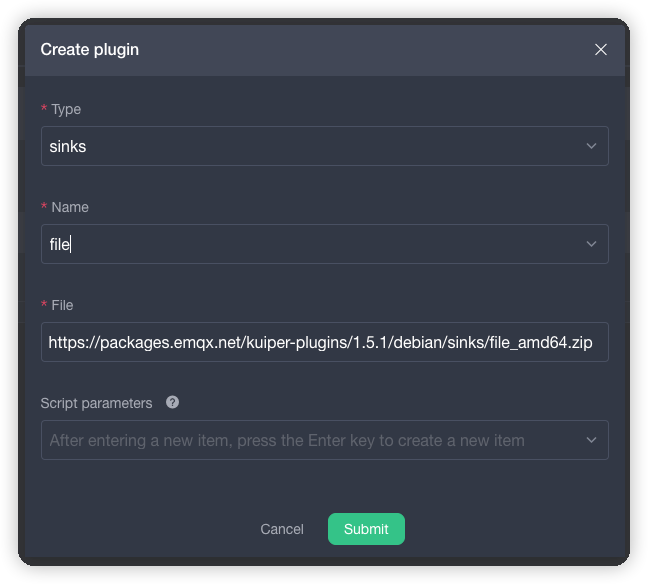 Create plugin
* Type
sinks
* Name
file
* File
https://packages.emqx.net/kuiper-plugins/1.5.1/debian/sinks/file_amd64.zip
Script parameters ?
After entering a new item, press the Enter key to create a new item
Cancel Submit